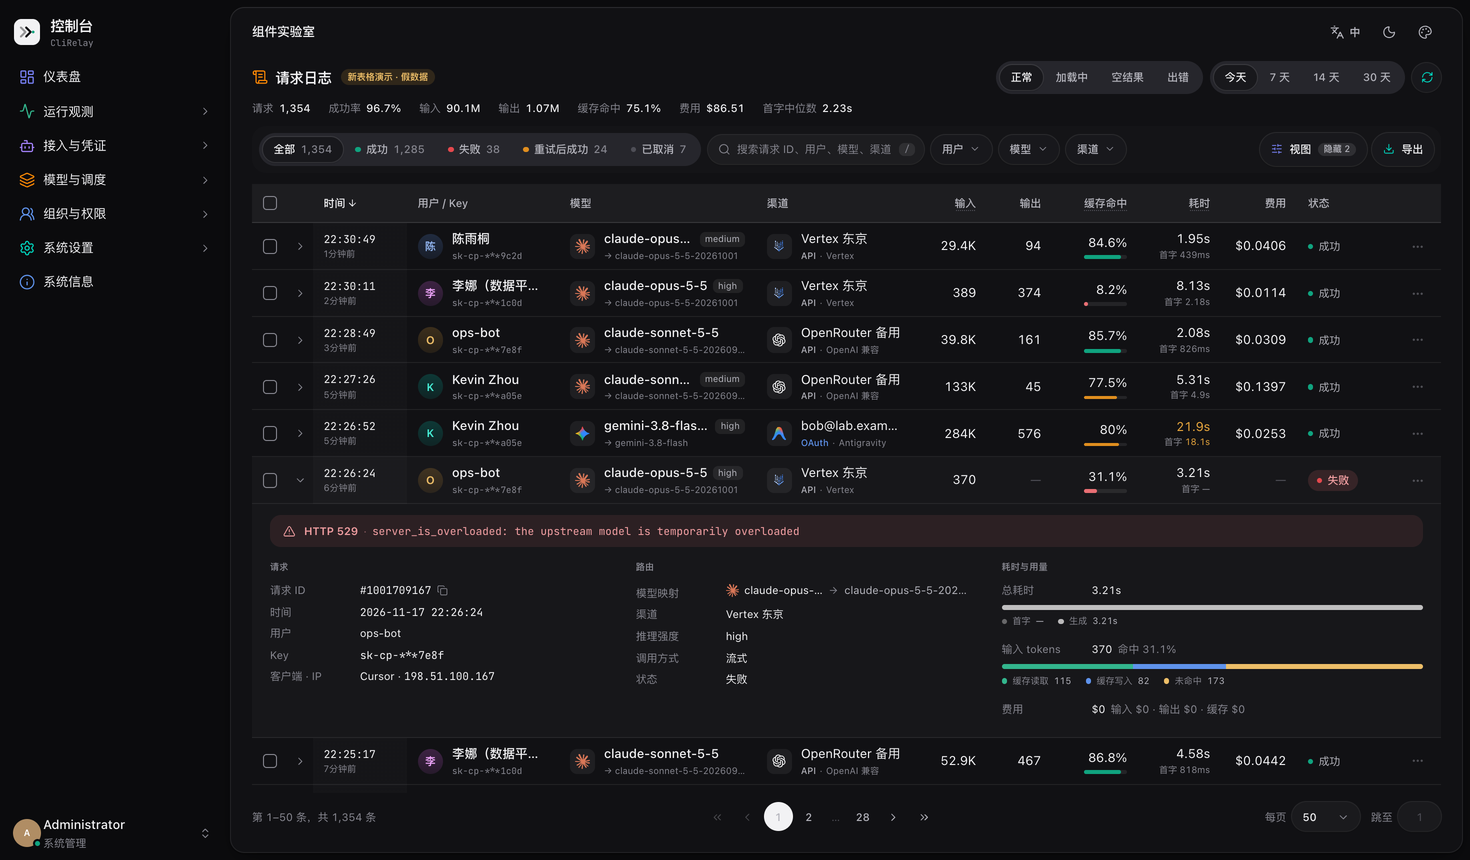 控制台
CliRelay
仪表盘
运行观测
接入与凭证
模型与调度
组织与权限
系统设置
系统信息
Administrator
系统管理
A
组件实验室
中
请求日志 新表格演示 · 假数据
正常 加载中 空结果 出错
今天 7 天 14 天 30 天
请求 1,354 成功率 96.7% 输入 90.1M 输出 1.07M 缓存命中 75.1% 费用 $86.51 首字中位数 2.23s
全部 1,354 成功 1,285 失败 38 重试后成功 24 已取消 7
搜索请求 ID、用户、模型、渠道 /
用户 模型 渠道
视图 隐藏 2 导出
时间 ↓ 用户 / Key 模型 渠道 输入 输出 缓存命中 耗时 费用 状态
22:30:49 陈 陈雨桐 claude-opus... medium Vertex 东京 29.4K 94 84.6% 1.95s $0.0406 成功 ...
1分钟前 sk-cp-***9c2d → claude-opus-5-5-20261001 API · Vertex 首字 439ms
22:30:11 李 李娜（数据平... claude-opus-5-5 high Vertex 东京 389 374 8.2% 8.13s $0.0114 成功 ...
2分钟前 sk-cp-***1c0d → claude-opus-5-5-20261001 API · Vertex 首字 2.18s
22:28:49 O ops-bot claude-sonnet-5-5 OpenRouter 备用 39.8K 161 85.7% 2.08s $0.0309 成功 ...
3分钟前 sk-cp-***7e8f → claude-sonnet-5-5-202609... API · OpenAI 兼容 首字 826ms
22:27:26 K Kevin Zhou claude-sonn... medium OpenRouter 备用 133K 45 77.5% 5.31s $0.1397 成功 ...
5分钟前 sk-cp-***a05e → claude-sonnet-5-5-202609... API · OpenAI 兼容 首字 4.9s
22:26:52 K Kevin Zhou gemini-3.8-flas... high bob@lab.exam... 284K 576 80% 21.9s $0.0253 成功 ...
5分钟前 sk-cp-***a05e → gemini-3.8-flash OAuth · Antigravity 首字 18.1s
22:26:24 O ops-bot claude-opus-5-5 high Vertex 东京 370 — 31.1% 3.21s — 失败 ...
6分钟前 sk-cp-***7e8f → claude-opus-5-5-20261001 API · Vertex 首字 —
HTTP 529 · server_is_overloaded: the upstream model is temporarily overloaded
请求
请求 ID #1001709167
时间 2026-11-17 22:26:24
用户 ops-bot
Key sk-cp-***7e8f
客户端 · IP Cursor · 198.51.100.167
路由
模型映射 claude-opus-... → claude-opus-5-5-202...
渠道 Vertex 东京
推理强度 high
调用方式 流式
状态 失败
耗时与用量
总耗时 3.21s
首字 — 生成 3.21s
输入 tokens 370 命中 31.1%
缓存读取 115 缓存写入 82 未命中 173
费用 $0 输入 $0 · 输出 $0 · 缓存 $0
22:25:17 李 李娜（数据平... claude-sonnet-5-5 OpenRouter 备用 52.9K 467 86.8% 4.58s $0.0442 成功 ...
7分钟前 sk-cp-***1c0d → claude-sonnet-5-5-202609... API · OpenAI 兼容 首字 818ms
第 1–50 条，共 1,354 条
« ‹ 1 2 ... 28 › »
每页 50 跳至 1